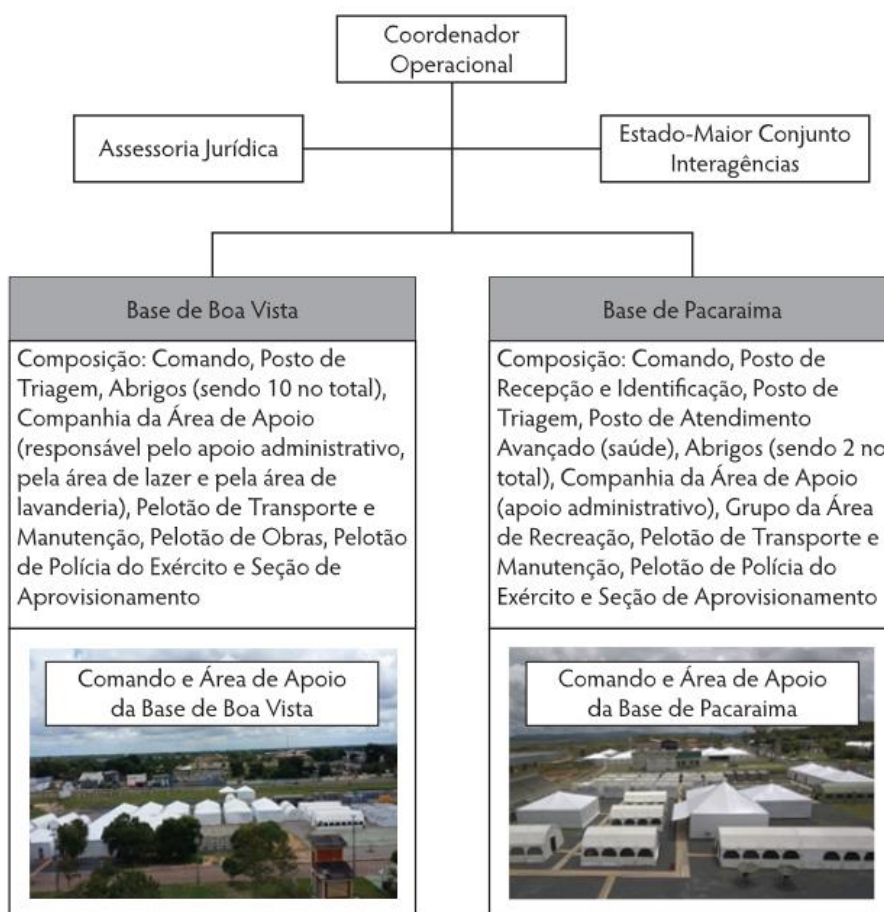 Coordenador
Operacional
Assessoria Jurídica
Estado-Maior Conjunto
Interagências
Base de Boa Vista
Composição: Comando, Posto de
Triagem, Abrigos (sendo 10 no total),
Companhia da Área de Apoio
(responsável pelo apoio administrativo,
pela área de lazer e pela área de
lavanderia), Pelotão de Transporte e
Manutenção, Pelotão de Obras, Pelotão
de Polícia do Exército e Seção de
Aprovisionamento
Comando e Área de Apoio
da Base de Boa Vista
Base de Pacaraima
Composição: Comando, Posto de
Recepção e Identificação, Posto de
Triagem, Posto de Atendimento
Avançado (saúde), Abrigos (sendo 2 no
total), Companhia da Área de Apoio
(apoio administrativo), Grupo da Área
de Recreação, Pelotão de Transporte e
Manutenção, Pelotão de Polícia do
Exército e Seção de Aprovisionamento
Comando e Área de Apoio
da Base de Pacaraima